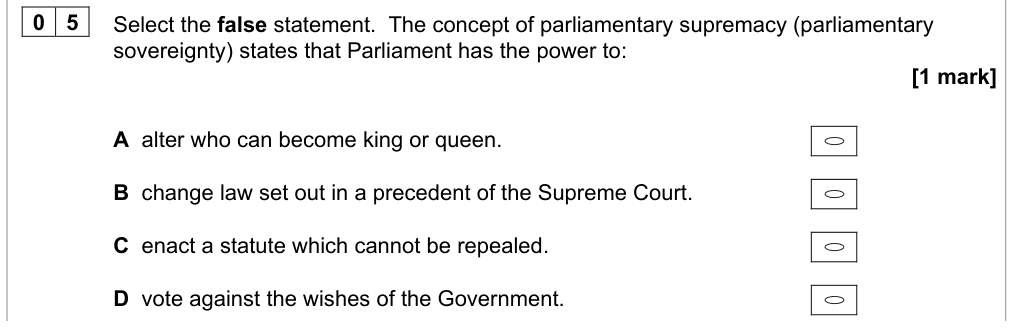 0 5 Select the false statement. The concept of parliamentary supremacy (parliamentary
sovereignty) states that Parliament has the power to:
[1 mark]
A alter who can become king or queen.
B change law set out in a precedent of the Supreme Court.
C enact a statute which cannot be repealed.
D vote against the wishes of the Government.